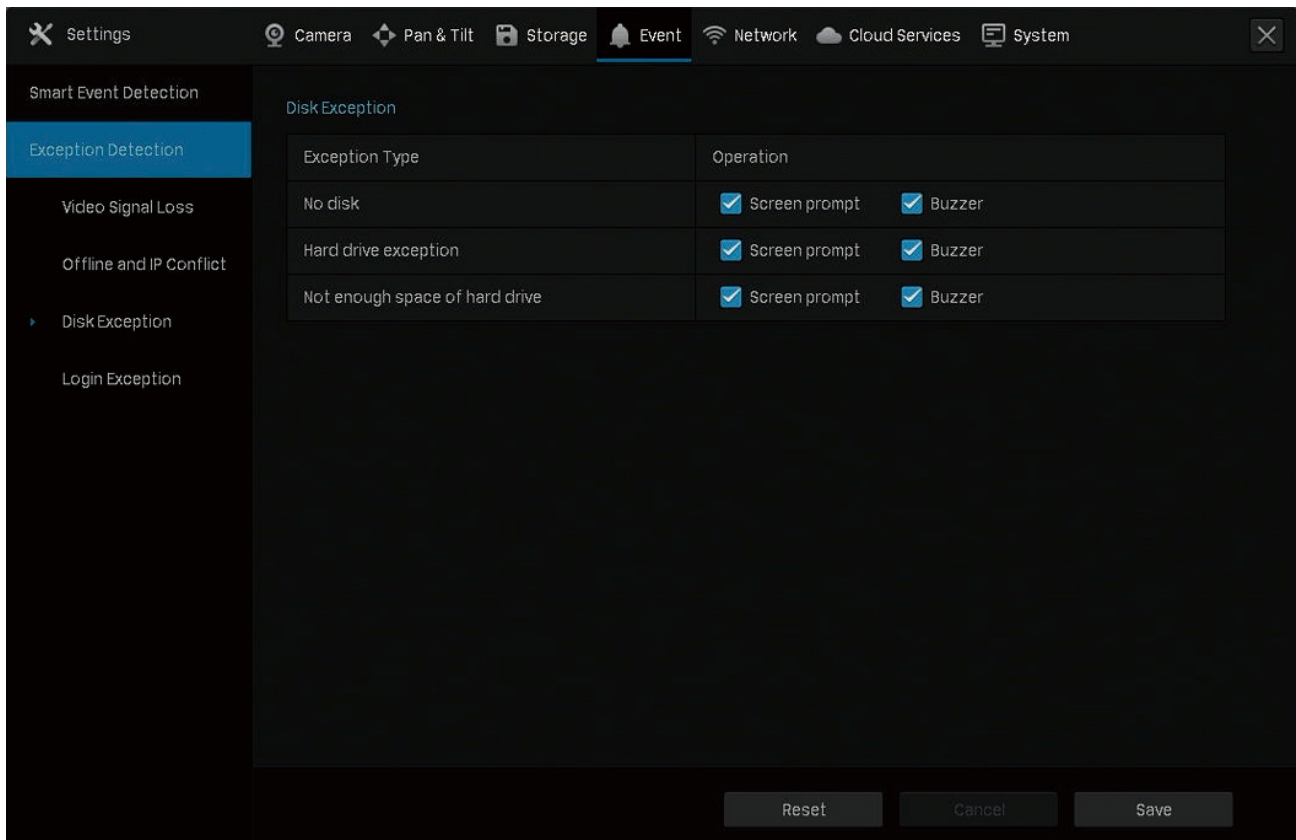 Settings Camera Pan & Tilt Storage Event Network Cloud Services System
Smart Event Detection
Disk Exception
Exception Detection
Exception Type Operation
Video Signal Loss
No disk Screen prompt Buzzer
Hard drive exception Screen prompt Buzzer
Offline and IP Conflict
Not enough space of hard drive Screen prompt Buzzer
Disk Exception
Login Exception
Reset Cancel Save